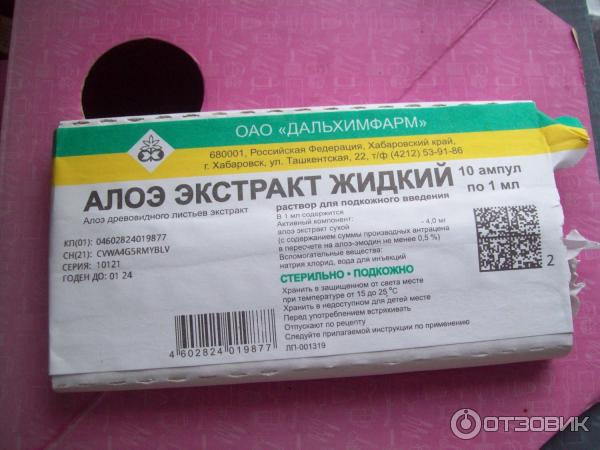 ОАО «ДАЛЬХИМФАРМ»
680001, Российская Федерация, Хабаровский край,
г. Хабаровск, ул. Ташкентская, 22, т/ф (4212) 53-91-86
АЛОЭ ЭКСТРАКТ ЖИДКИЙ 10 ампул
по 1 мл
Алоэ древовидного листьев экстракт
раствор для подкожного введения
КП(01): 04602824019877
СН(21): CVWA4G5RMYBLV
СЕРИЯ: 10121
ГОДЕН ДО: 01 24
В 1 мл содержится
Активный компонент:
алоэ экстракт сухой - 4,0 мг
(с содержанием суммы производных антрацена
в пересчете на алоэ-эмодин не менее 0,5 %)
Вспомогательные вещества:
натрия хлорид, вода для инъекций
СТЕРИЛЬНО • ПОДКОЖНО
Хранить в защищенном от света месте
при температуре от 15 до 25 °С
Хранить в недоступном для детей месте
Перед употреблением встряхивать
Отпускают по рецепту
Следуйте прилагаемой инструкции по применению
ЛП-001319
2
4 602824 019877
ОТЗОВИК